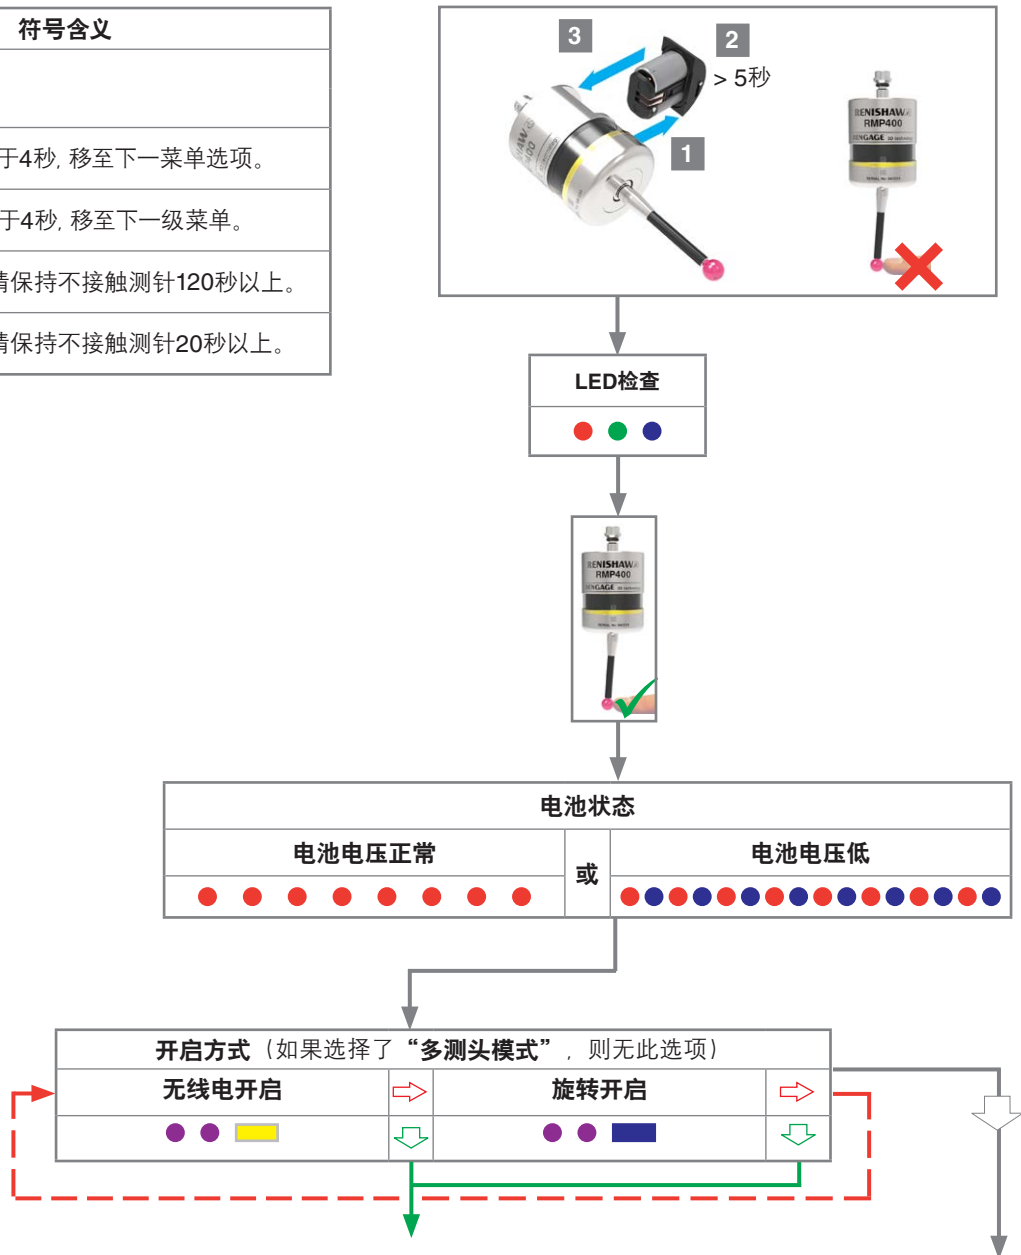 符号含义
于4秒, 移至下一菜单选项。
于4秒, 移至下一级菜单。
请保持不接触测针120秒以上。
请保持不接触测针20秒以上。
3
2
> 5秒
1
RENISHAW
RMP400
RENGAGE
LED检查
RENISHAW
RMP400
RENGAGE
电池状态
电池电压正常
或
电池电压低
开启方式（如果选择了“多测头模式”, 则无此选项）
无线电开启
旋转开启